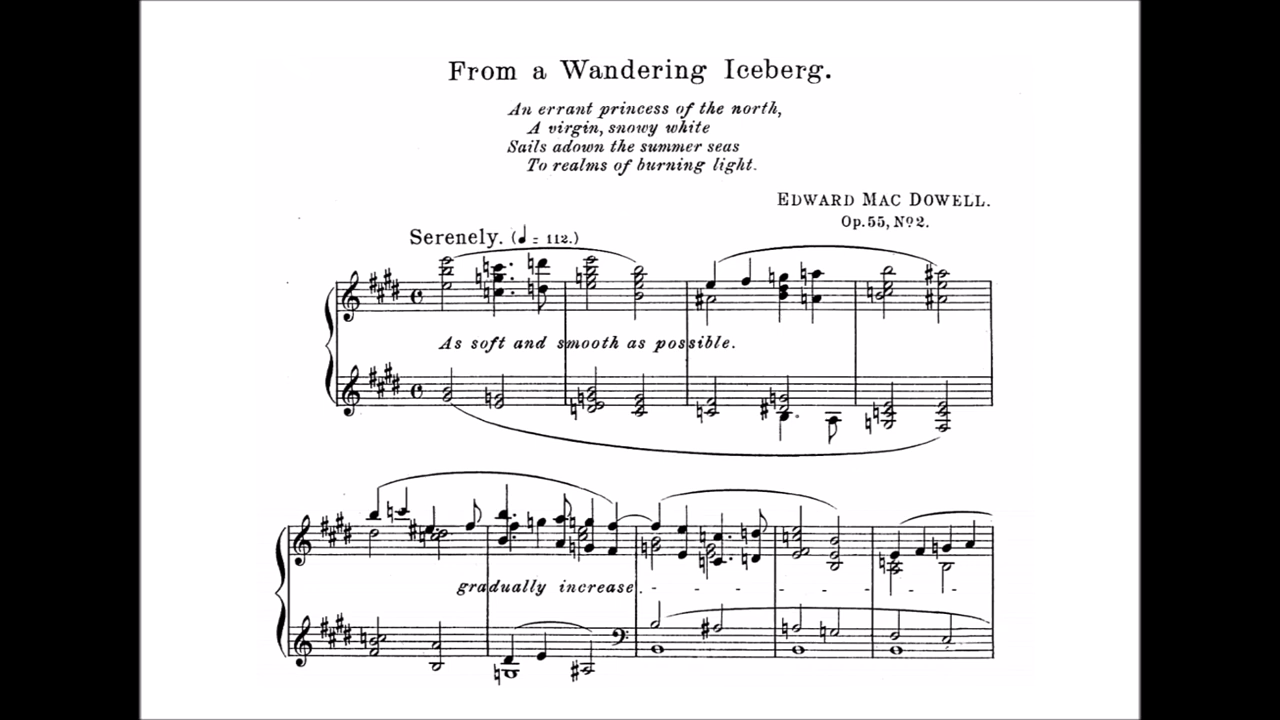 From a Wandering Iceberg.
An errant princess of the north,
A virgin, snowy white
Sails adown the summer seas
To realms of burning light.
EDWARD MAC DOWELL.
Op. 55, No 2.
Serenely. (♩ = 112.)
As soft and smooth as possible.
gradually increase. - - - - - - - -